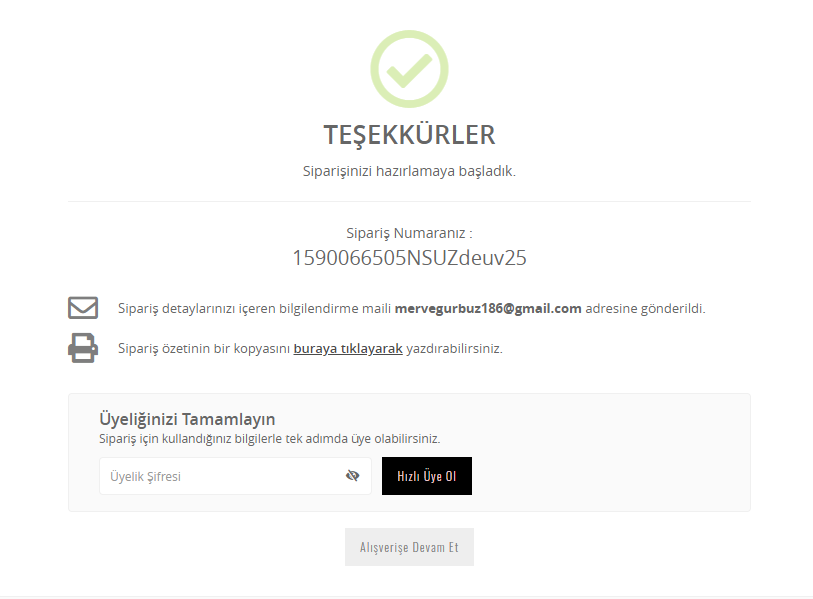 TEŞEKKÜRLER
Siparişinizi hazırlamaya başladık.
Sipariş Numaranız :
1590066505NSUZdeuv25
Sipariş detaylarınızı içeren bilgilendirme maili mervegurbuz186@gmail.com adresine gönderildi.
Sipariş özetinin bir kopyasını buraya tıklayarak yazdırabilirsiniz.
Üyeliğinizi Tamamlayın
Sipariş için kullandığınız bilgilerle tek adımda üye olabilirsiniz.
Üyelik Şifresi
Hızlı Üye Ol
Alışverişe Devam Et